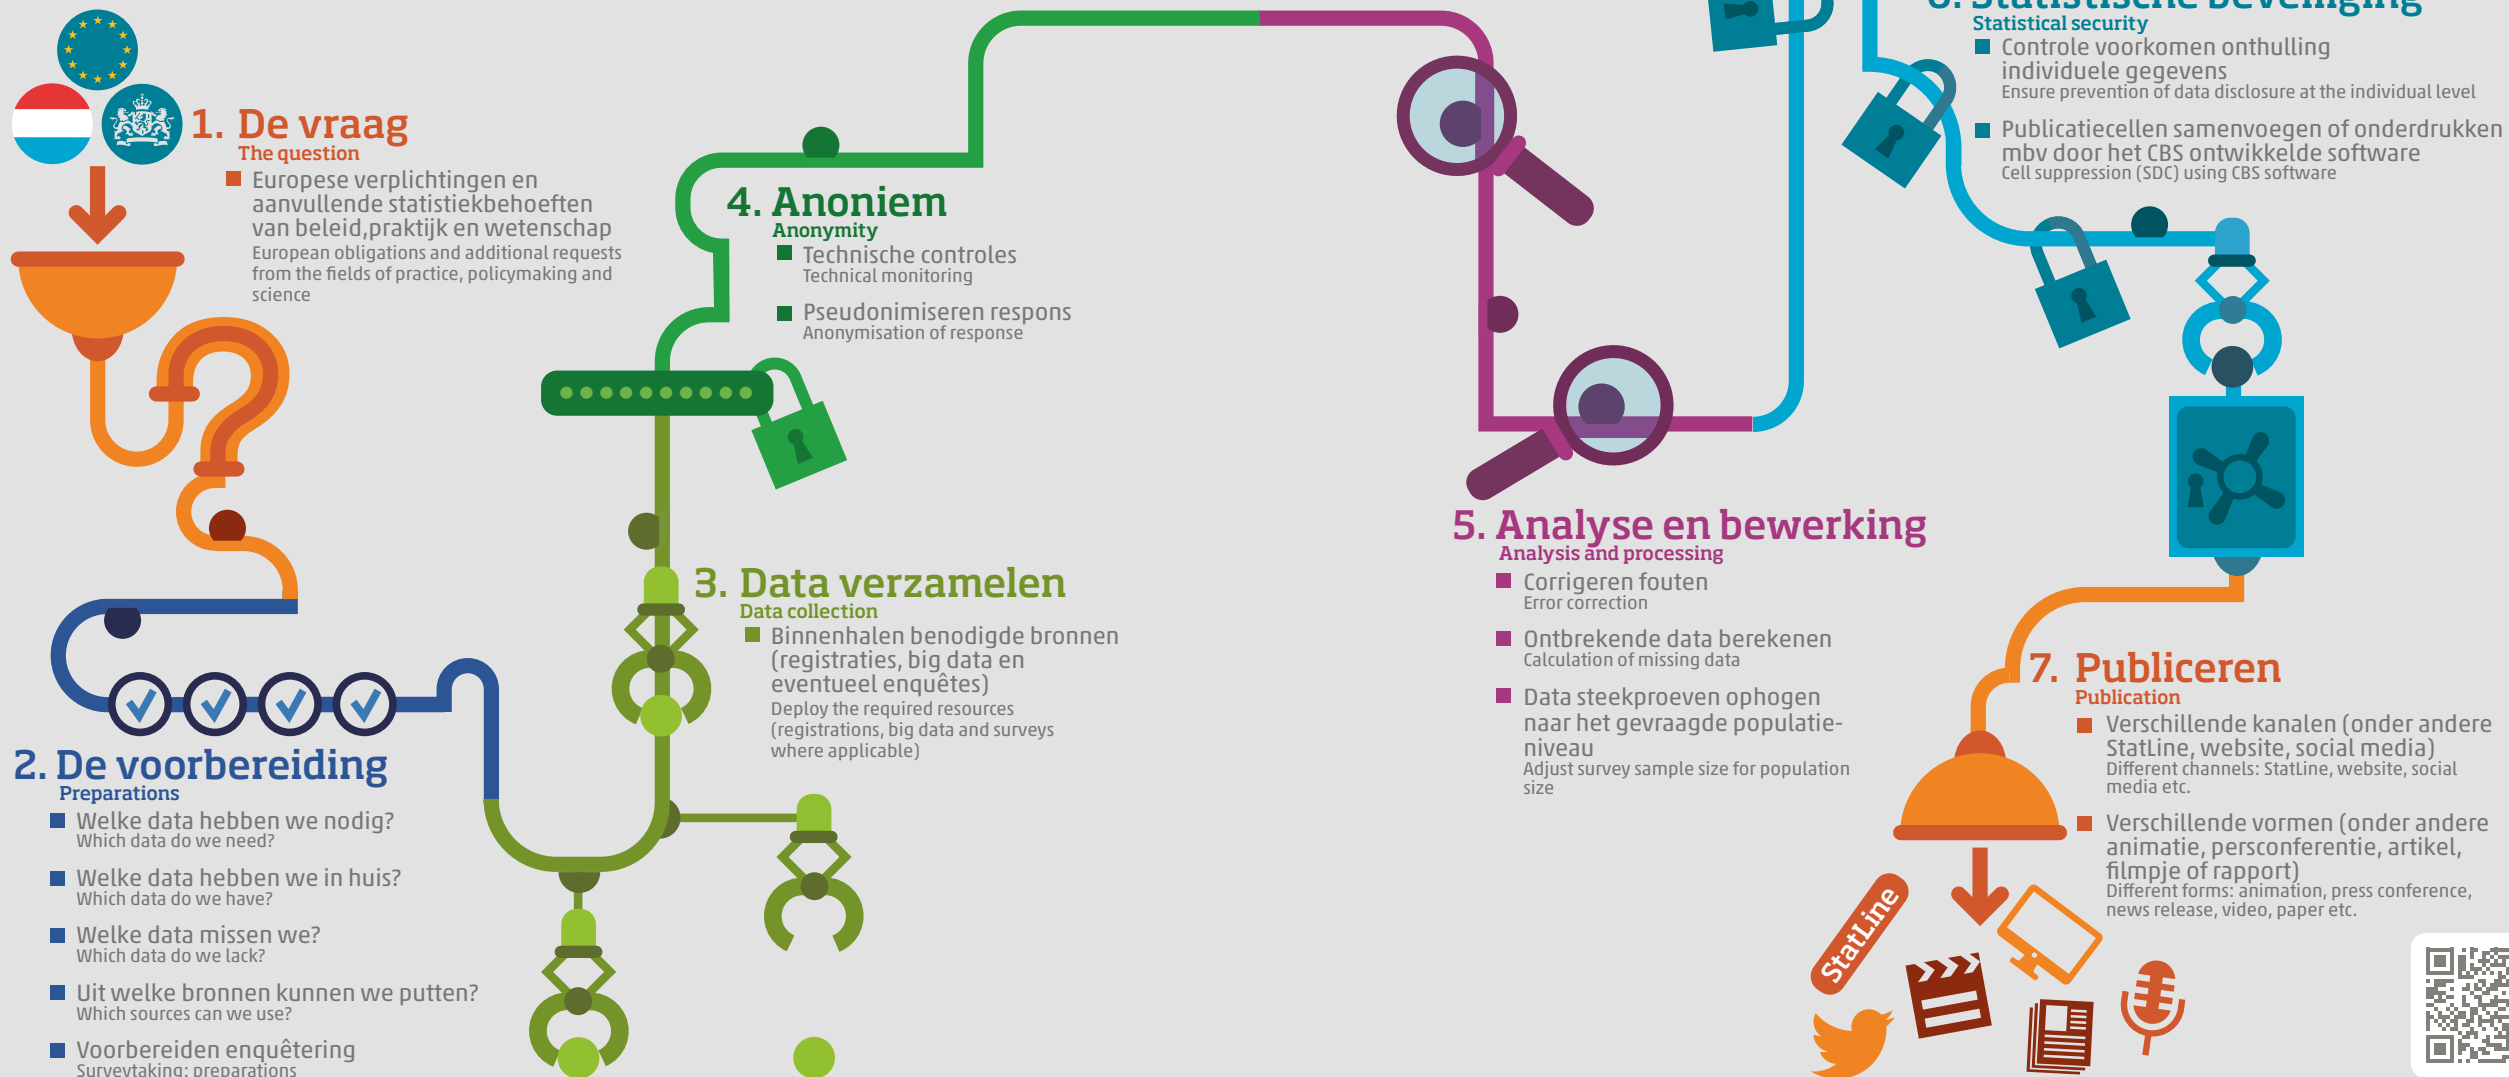 1. De vraag
The question
Europese verplichtingen en
aanvullende statistiekbehoeften
van beleid,praktijk en wetenschap
European obligations and additional requests
from the fields of practice, policymaking and
science
2. De voorbereiding
Preparations
Welke data hebben we nodig?
Which data do we need?
Welke data hebben we in huis?
Which data do we have?
Welke data missen we?
Which data do we lack?
Uit welke bronnen kunnen we putten?
Which sources can we use?
Voorbereiden enquêtering
Surveytaking: preparations
3. Data verzamelen
Data collection
Binnenhalen benodigde bronnen
(registraties, big data en
eventueel enquêtes)
Deploy the required resources
(registrations, big data and surveys
where applicable)
4. Anoniem
Anonymity
Technische controles
Technical monitoring
Pseudonimiseren respons
Anonymisation of response
5. Analyse en bewerking
Analysis and processing
Corrigeren fouten
Error correction
Ontbrekende data berekenen
Calculation of missing data
Data steekproeven ophogen
naar het gevraagde populatie-
niveau
Adjust survey sample size for population
size
6. Statistische beveiliging
Statistical security
Controle voorkomen onthulling
individuele gegevens
Ensure prevention of data disclosure at the individual level
Publicatiecellen samenvoegen of onderdrukken
mbv door het CBS ontwikkelde software
Cell suppression (SDC) using CBS software
7. Publiceren
Publication
Verschillende kanalen (onder andere
StatLine, website, social media)
Different channels: StatLine, website, social
media etc.
Verschillende vormen (onder andere
animatie, persconferentie, artikel,
filmpje of rapport)
Different forms: animation, press conference,
news release, video, paper etc.
StatLine